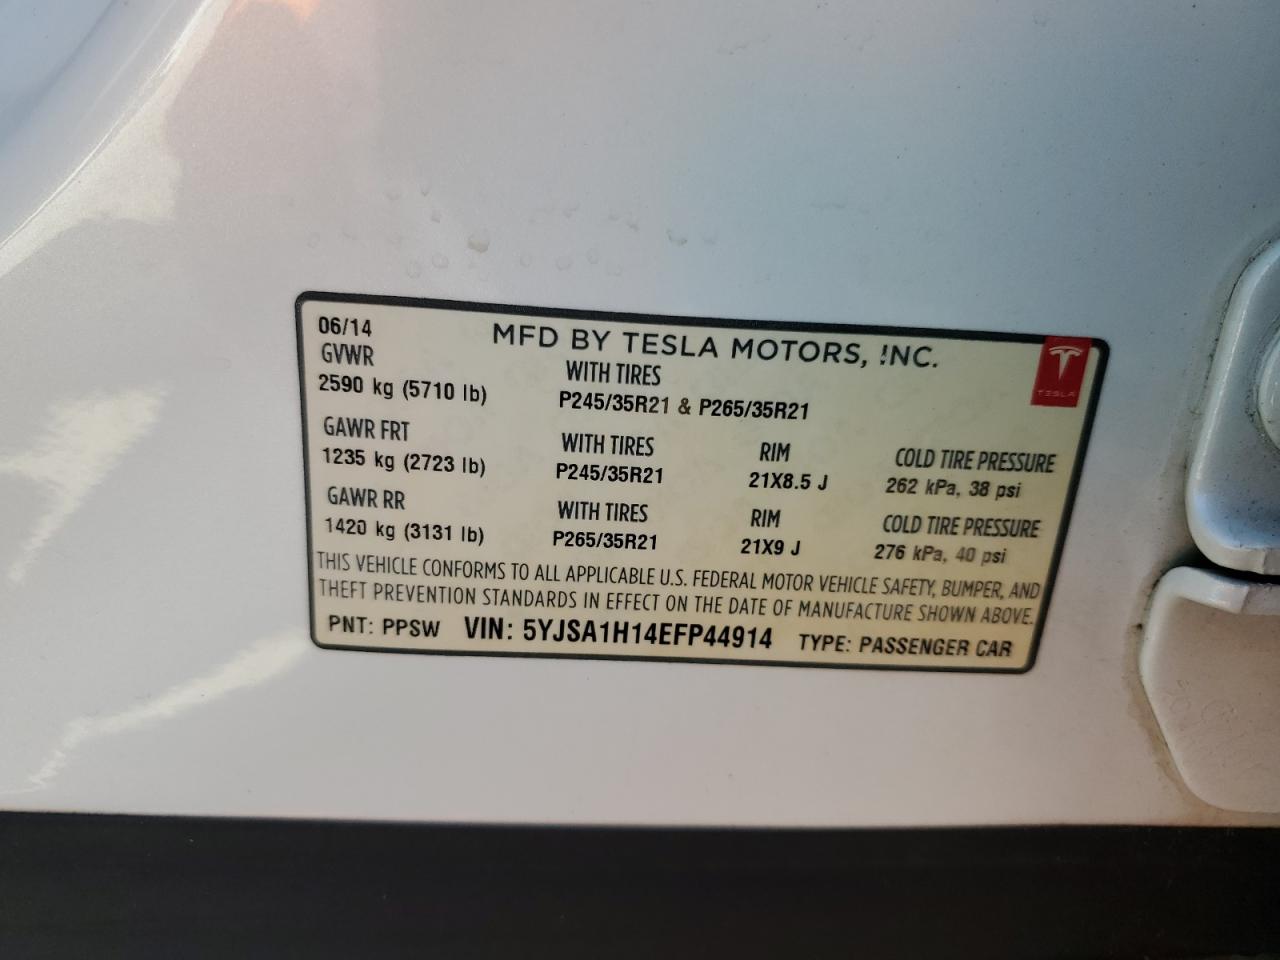 06/14
MFD BY TESLA MOTORS, INC.
TESLA
GVWR
2590 kg (5710 lb)
WITH TIRES
P245/35R21 & P265/35R21
GAWR FRT
1235 kg (2723 lb)
WITH TIRES
P245/35R21
RIM
21X8.5 J
COLD TIRE PRESSURE
262 kPa, 38 psi
GAWR RR
1420 kg (3131 lb)
WITH TIRES
P265/35R21
RIM
21X9 J
COLD TIRE PRESSURE
276 kPa, 40 psi
THIS VEHICLE CONFORMS TO ALL APPLICABLE U.S. FEDERAL MOTOR VEHICLE SAFETY, BUMPER, AND
THEFT PREVENTION STANDARDS IN EFFECT ON THE DATE OF MANUFACTURE SHOWN ABOVE.
PNT: PPSW VIN: 5YJSA1H14EFP44914 TYPE: PASSENGER CAR